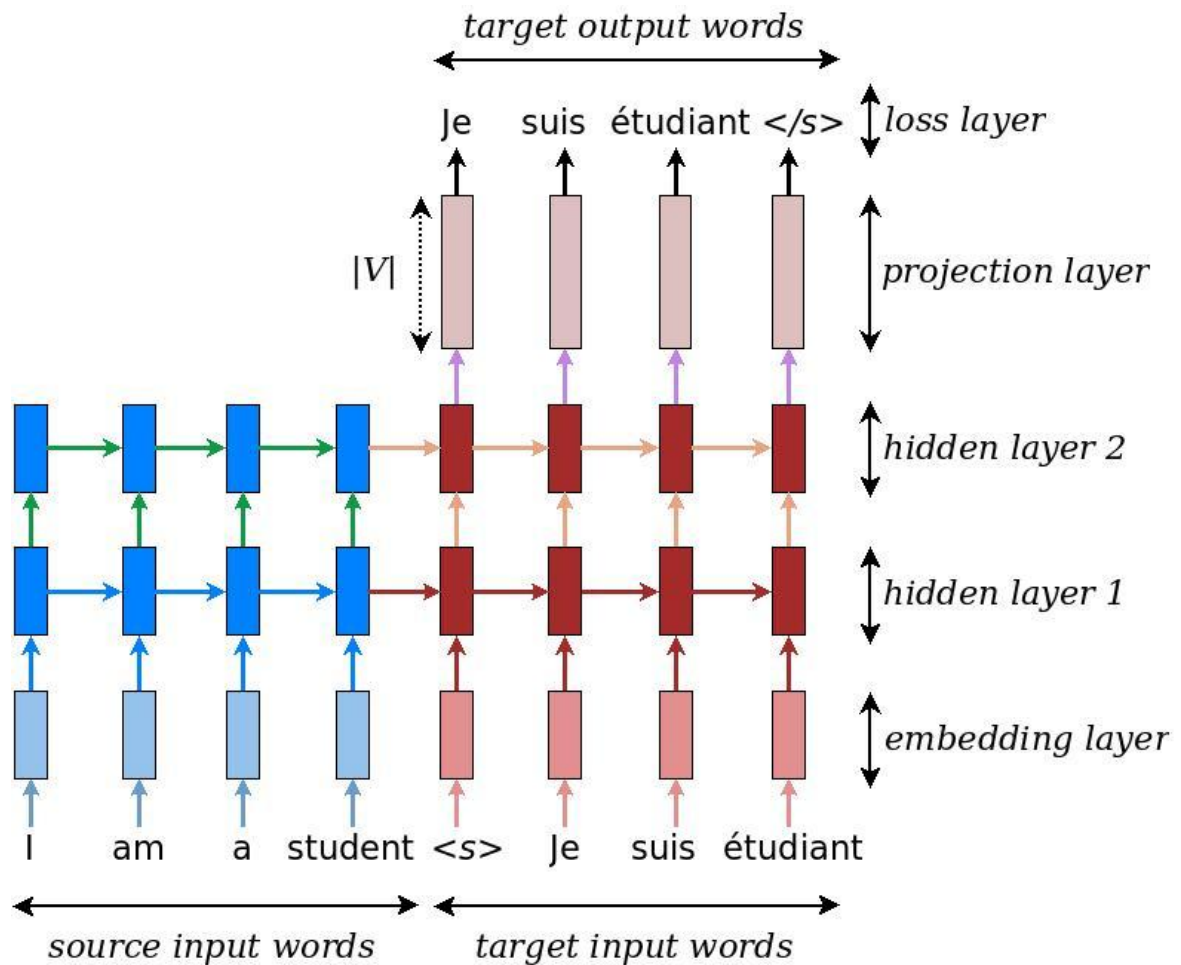 target output words
Je suis étudiant </s>
loss layer
|V|
projection layer
hidden layer 2
hidden layer 1
embedding layer
I am a student <s> Je suis étudiant
source input words
target input words